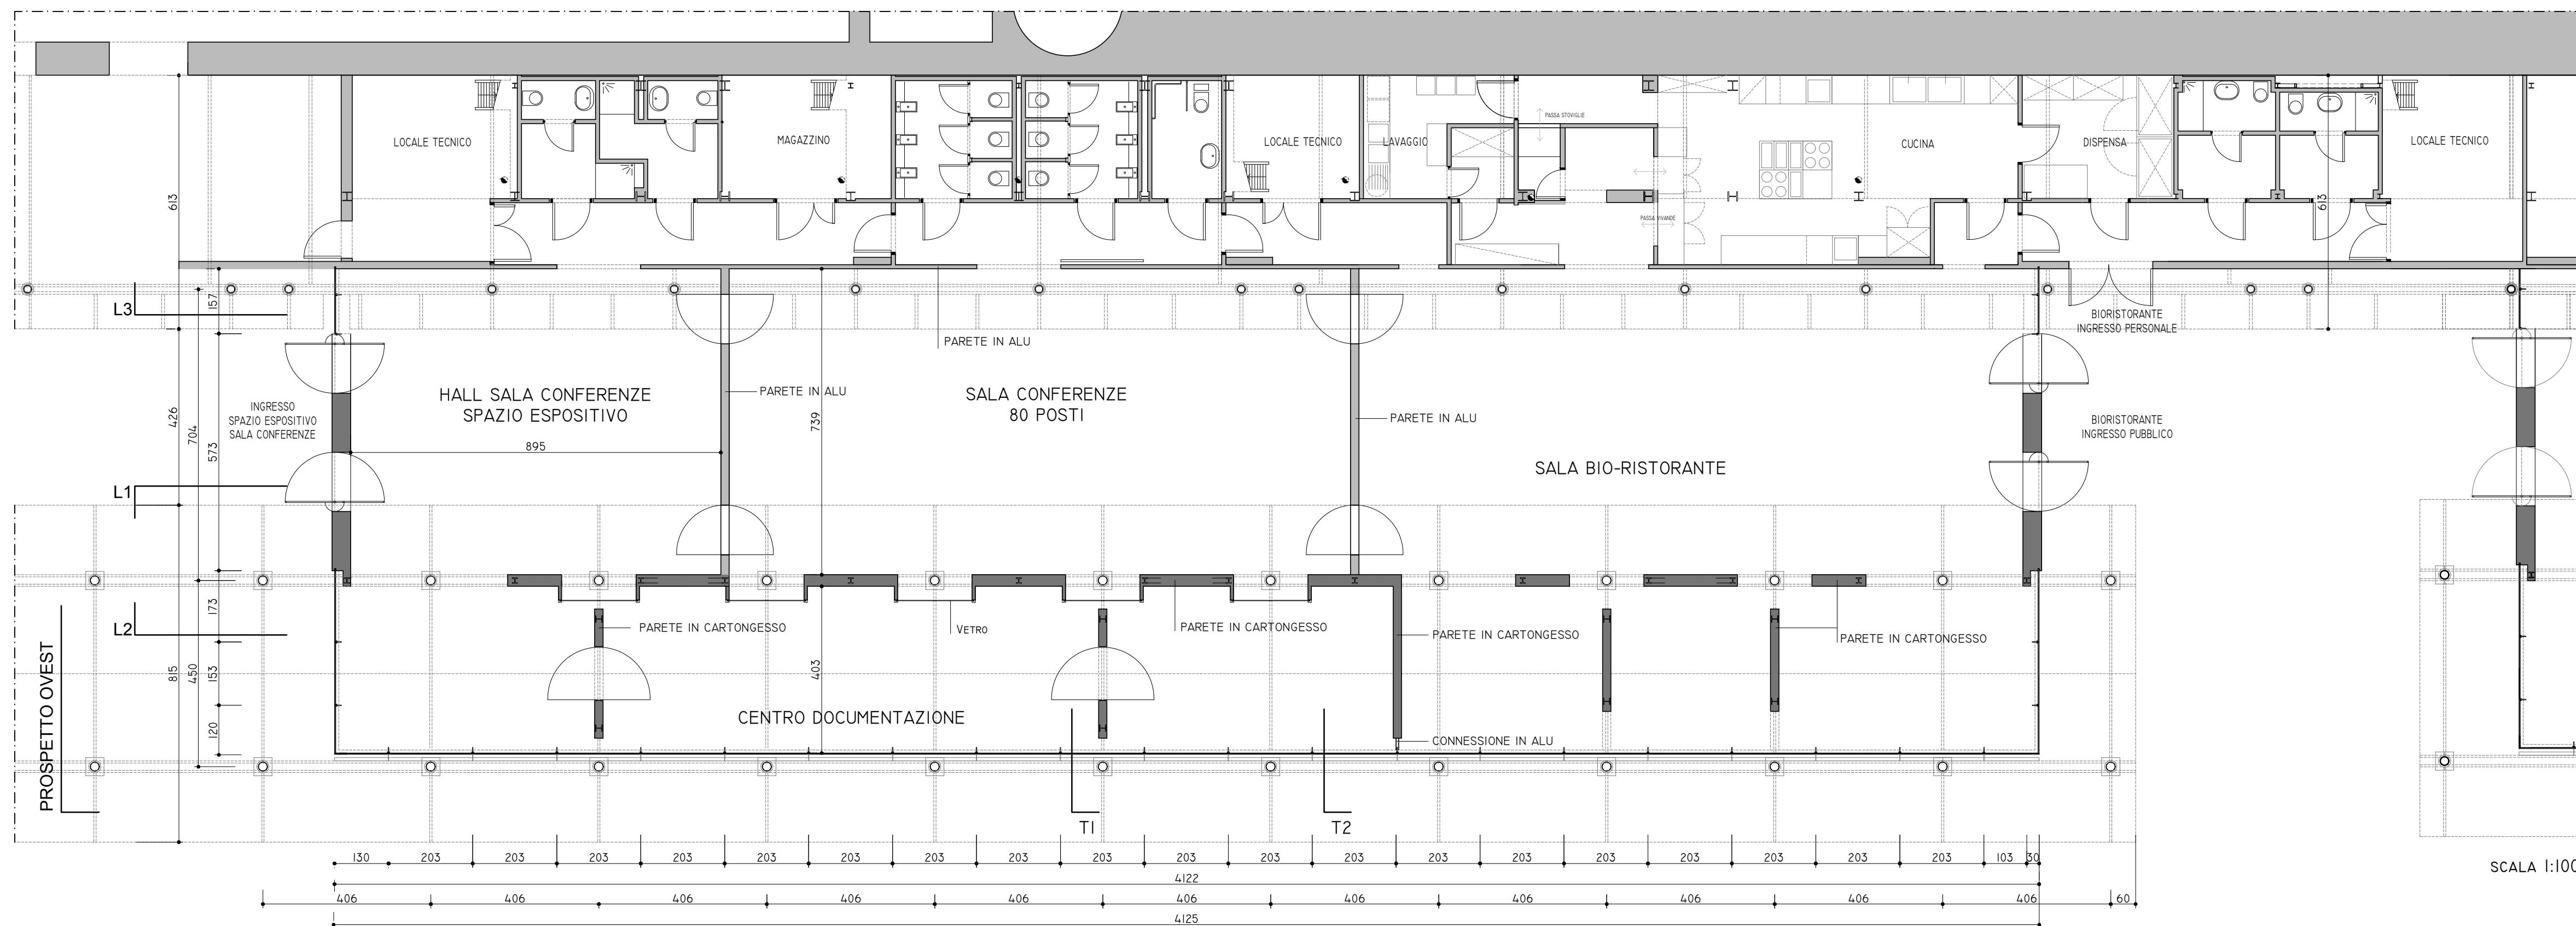 PASSA STOVIGLIE
LOCALE TECNICO
MAGAZZINO
LOCALE TECNICO
LAVAGGIO
CUCINA
DISPENSA
LOCALE TECNICO
613
613
PASSA VIVANDE
L3
157
BIORISTORANTE
INGRESSO PERSONALE
PARETE IN ALU
HALL SALA CONFERENZE
SPAZIO ESPOSITIVO
PARETE IN ALU
SALA CONFERENZE
80 POSTI
PARETE IN ALU
INGRESSO
SPAZIO ESPOSITIVO
SALA CONFERENZE
BIORISTORANTE
INGRESSO PUBBLICO
426
704
573
739
895
SALA BIO-RISTORANTE
L1
L2
173
PARETE IN CARTONGESSO
VETRO
PARETE IN CARTONGESSO
PARETE IN CARTONGESSO
PARETE IN CARTONGESSO
PROSPETTO OVEST
815
450
153
403
120
CENTRO DOCUMENTAZIONE
CONNESSIONE IN ALU
T1
T2
130 203 203 203 203 203 203 203 203 203 203 203 203 203 203 203 203 203 203 203 103 30
4122
406 406 406 406 406 406 406 406 406 406 406 60
4125
SCALA 1:100